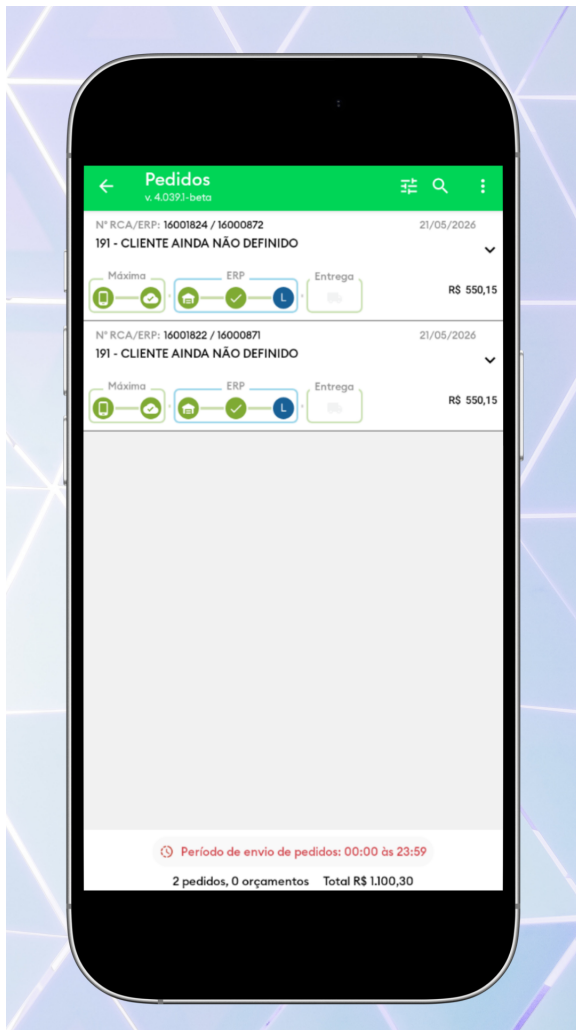 Pedidos
v. 4.039.1-beta
N° RCA/ERP: 16001824 / 16000872 21/05/2026
191 - CLIENTE AINDA NÃO DEFINIDO
Máxima ERP Entrega
L
R$ 550,15
N° RCA/ERP: 16001822 / 16000871 21/05/2026
191 - CLIENTE AINDA NÃO DEFINIDO
Máxima ERP Entrega
L
R$ 550,15
Período de envio de pedidos: 00:00 às 23:59
2 pedidos, 0 orçamentos Total R$ 1.100,30